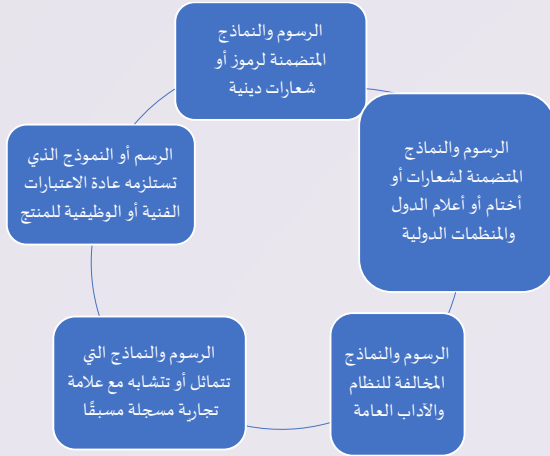 الرسوم والنماذج
المتضمنة لرموز أو
شعارات دينية
الرسوم والنماذج
المتضمنة لشعارات أو
أختام أو أعلام الدول
والمنظمات الدولية
الرسوم والنماذج
المخالفة للنظام
والآداب العامة
الرسوم والنماذج التي
تتماثل أو تتشابه مع علامة
تجارية مسجلة مسبقًا
الرسم أو النموذج الذي
تستلزمه عادة الاعتبارات
الفنية أو الوظيفية للمنتج